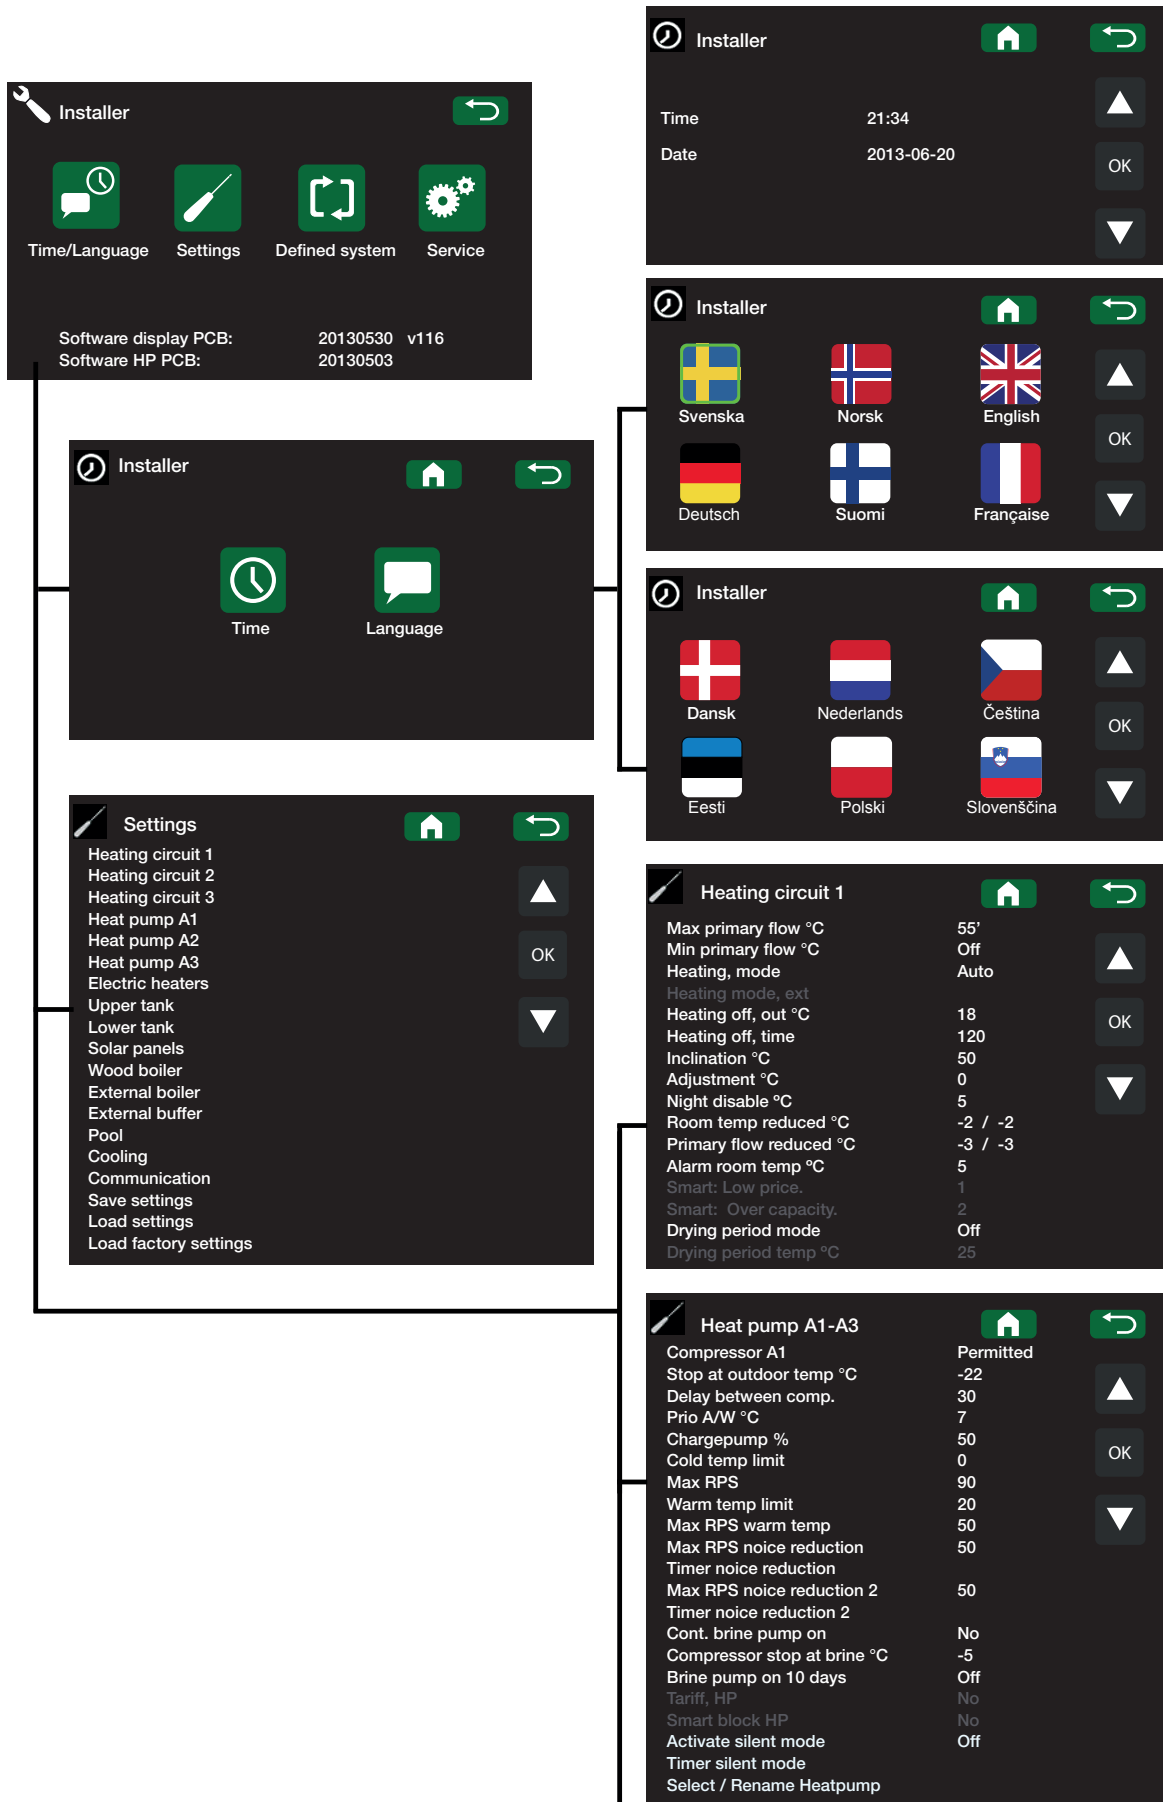 Installer
Time/Language Settings Defined system Service
Software display PCB: 20130530 v116
Software HP PCB: 20130503
Installer
Time 21:34
Date 2013-06-20
OK
Installer
Svenska Norsk English
OK
Deutsch Suomi Française
Installer
Time Language
Installer
Dansk Nederlands Čeština
OK
Eesti Polski Slovenščina
Settings
Heating circuit 1
Heating circuit 2
Heating circuit 3
Heat pump A1
Heat pump A2
Heat pump A3
OK
Electric heaters
Upper tank
Lower tank
Solar panels
Wood boiler
External boiler
External buffer
Pool
Cooling
Communication
Save settings
Load settings
Load factory settings
Heating circuit 1
Max primary flow °C 55'
Min primary flow °C Off
Heating, mode Auto
Heating mode, ext
Heating off, out °C 18
OK
Heating off, time 120
Inclination °C 50
Adjustment °C 0
Night disable ºC 5
Room temp reduced °C -2 / -2
Primary flow reduced °C -3 / -3
Alarm room temp ºC 5
Smart: Low price. 1
Smart: Over capacity. 2
Drying period mode Off
Drying period temp ºC 25
Heat pump A1-A3
Compressor A1 Permitted
Stop at outdoor temp °C -22
Delay between comp. 30
Prio A/W °C 7
Chargepump % 50
OK
Cold temp limit 0
Max RPS 90
Warm temp limit 20
Max RPS warm temp 50
Max RPS noice reduction 50
Timer noice reduction
Max RPS noice reduction 2 50
Timer noice reduction 2
Cont. brine pump on No
Compressor stop at brine °C -5
Brine pump on 10 days Off
Tariff, HP No
Smart block HP No
Activate silent mode Off
Timer silent mode
Select / Rename Heatpump